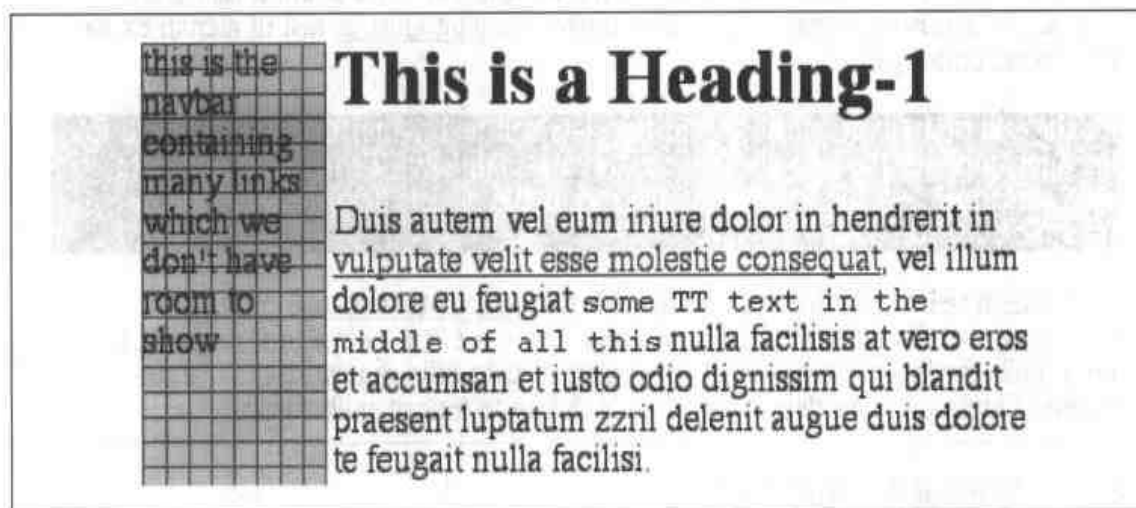 this is the
navbar
containing
many links
which we
don't have
room to
show
This is a Heading-1
Duis autem vel eum iriure dolor in hendrerit in
vulputate velit esse molestie consequat, vel illum
dolore eu feugiat some TT text in the
middle of all this nulla facilisis at vero eros
et accumsan et iusto odio dignissim qui blandit
praesent luptatum zzril delenit augue duis dolore
te feugait nulla facilisi.